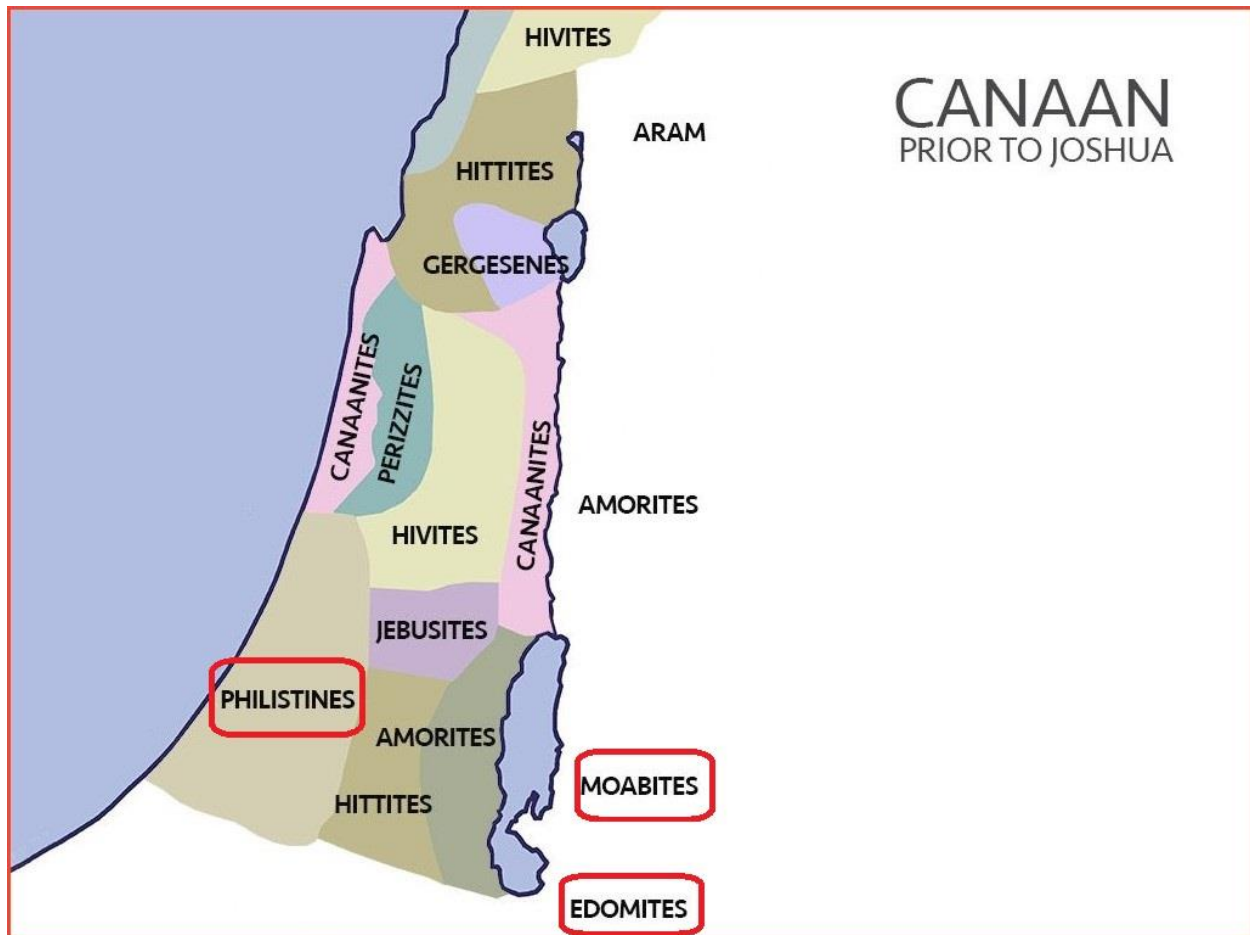 HIVITES
CANAAN
PRIOR TO JOSHUA
ARAM
HITTITES
GERGESENES
CANAANITES
PERIZZITES
CANAANITES
AMORITES
HIVITES
JEBUSITES
PHILISTINES
AMORITES
MOABITES
HITTITES
EDOMITES